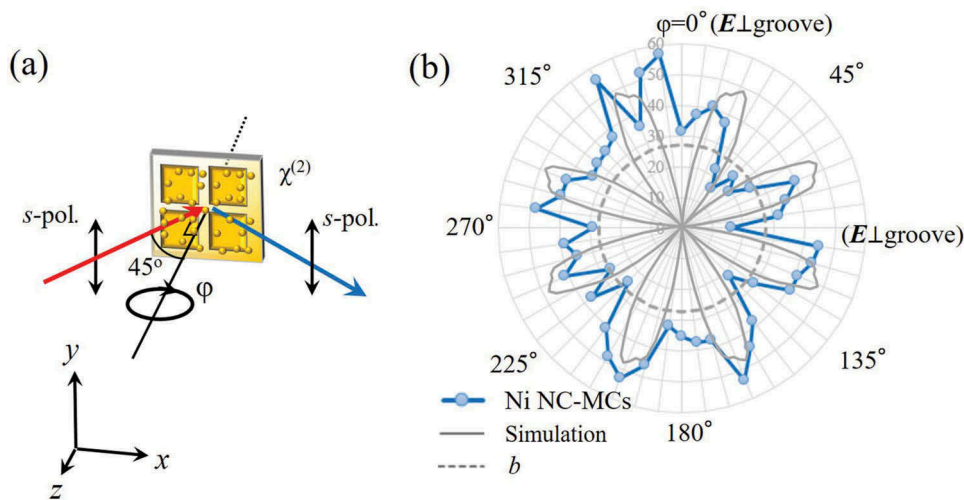 (a)
χ(2)
s-pol.
s-pol.
45o
φ
y
x
z
(b)
φ=0° (E⊥groove)
315°
45°
60
50
40
30
20
10
0
270°
(E⊥groove)
225°
135°
180°
Ni NC-MCs
Simulation
b